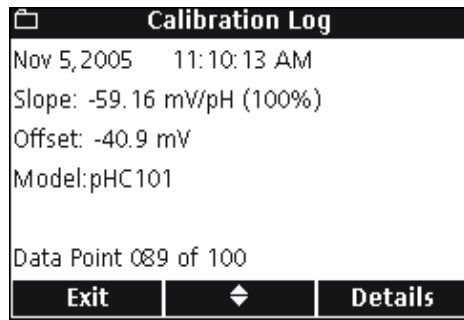 Calibration Log
Nov 5, 2005 11:10:13 AM
Slope: -59.16 mV/pH (100%)
Offset: -40.9 mV
Model:pHC101
Data Point 089 of 100
Exit Details